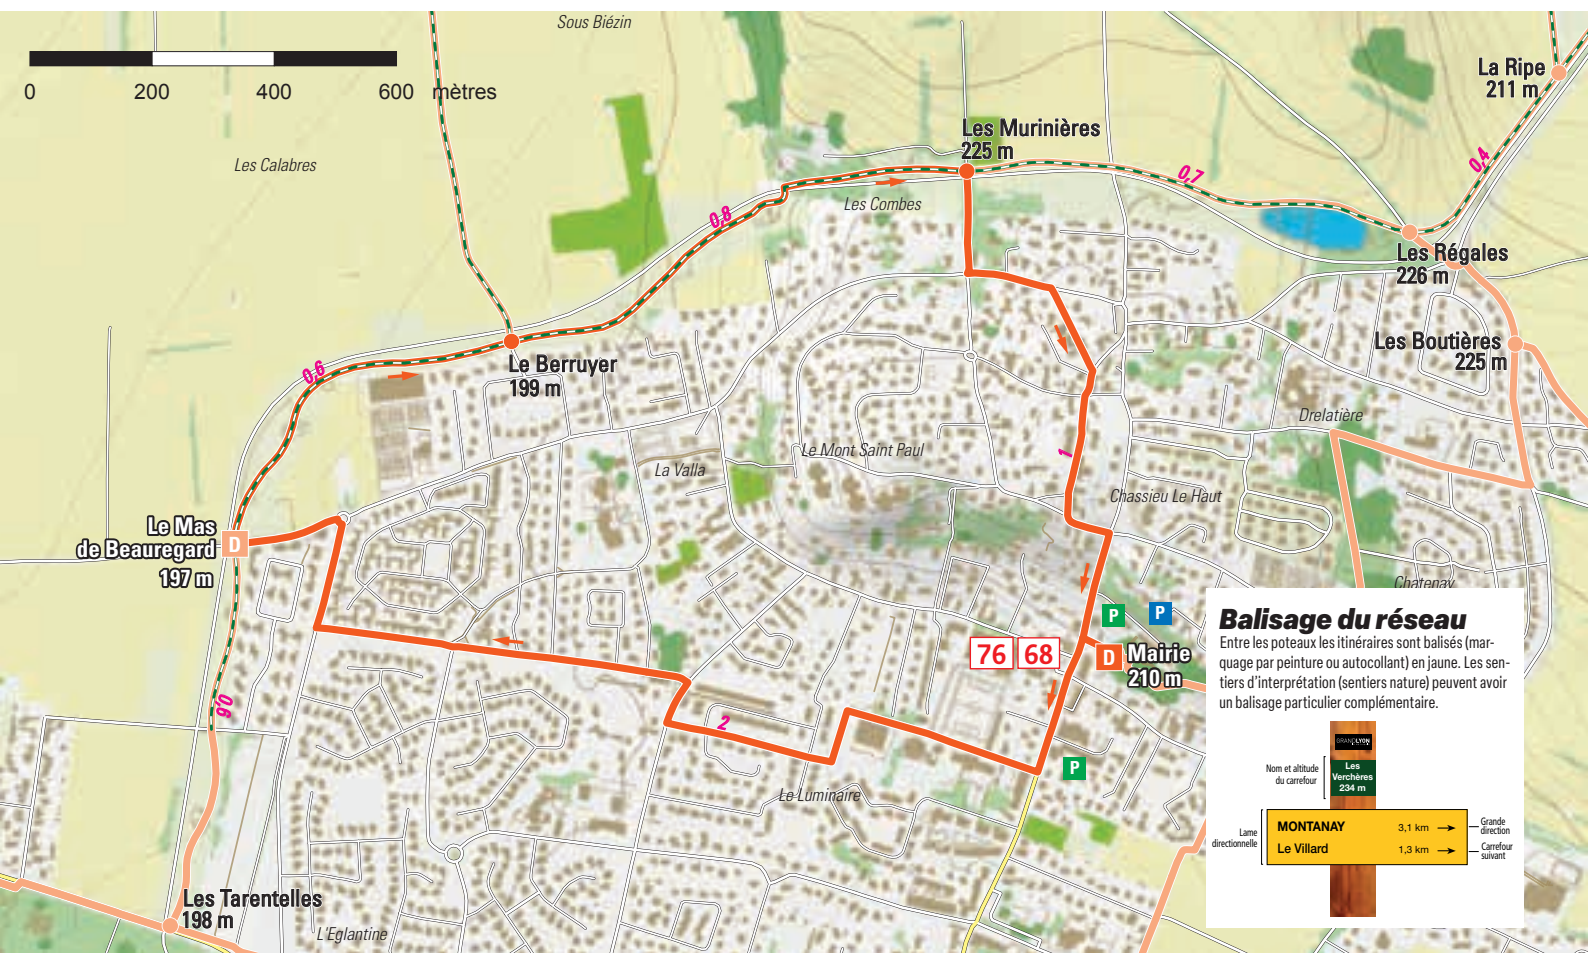 Sous Biézin
0 200 400 600 mètres
La Ripe
211 m
Les Calabres
Les Murinières
225 m
0,4
0,7
Les Combes
0,8
Les Régales
226 m
Les Boutières
225 m
Le Berruyer
199 m
0,6
Drelatière
Le Mont Saint Paul
La Valla
1
Chassieu Le Haut
Le Mas
de Beauregard
D
197 m
Chatenay
P
P
76
68
D
Mairie
210 m
0,6
2
P
Le Luminaire
Les Tarentelles
198 m
L'Eglantine
Balisage du réseau
Entre les poteaux les itinéraires sont balisés (mar-
quage par peinture ou autocollant) en jaune. Les sen-
tiers d'interprétation (sentiers nature) peuvent avoir
un balisage particulier complémentaire.
GRANDLYON
Nom et altitude
du carrefour
Les
Verchères
234 m
Lame
directionnelle
MONTANAY 3,1 km
Grande
direction
Le Villard 1,3 km
Carrefour
suivant